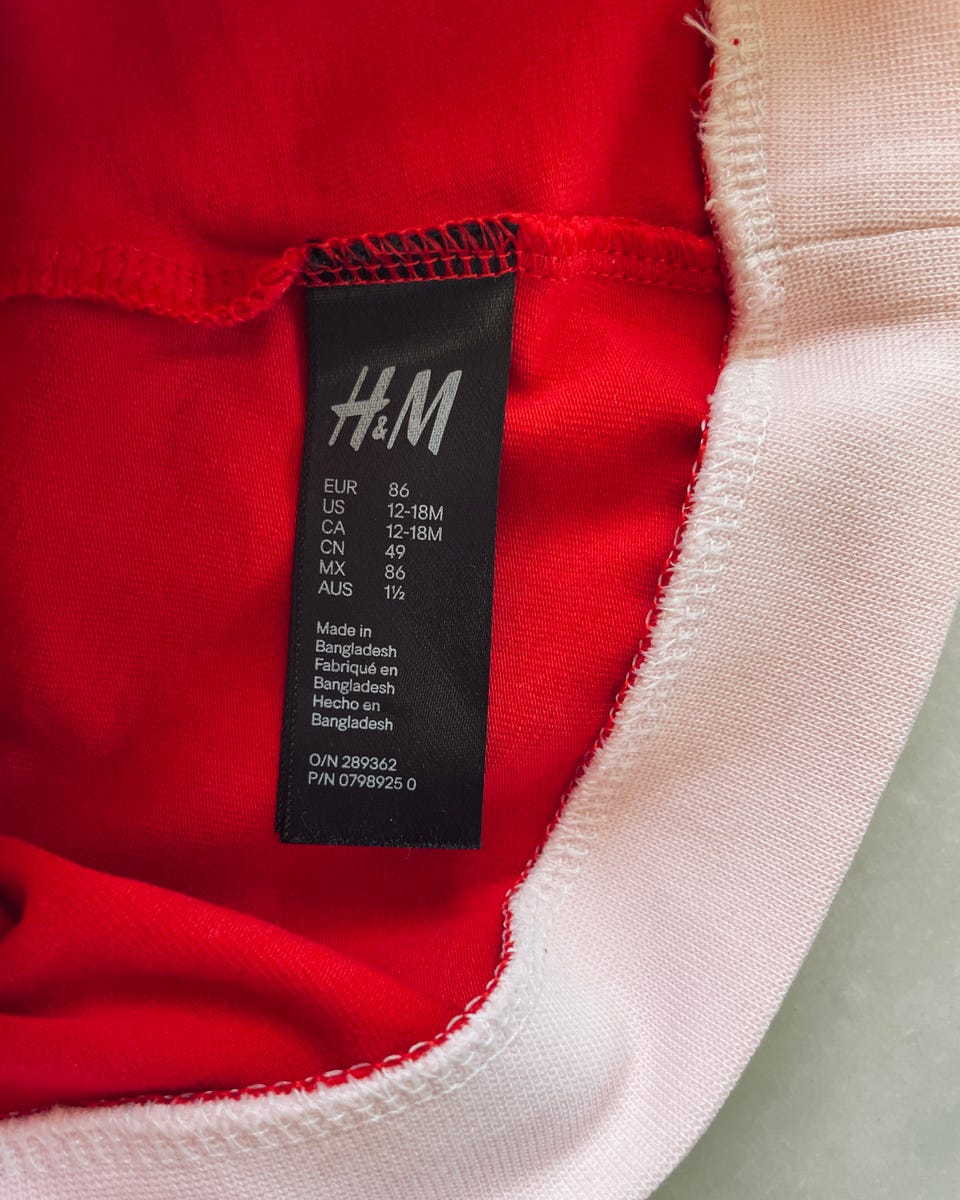 H&M
EUR 86
US 12-18M
CA 12-18M
CN 49
MX 86
AUS 1½
Made in
Bangladesh
Fabriqué en
Bangladesh
Hecho en
Bangladesh
O/N 289362
P/N 0798925 0